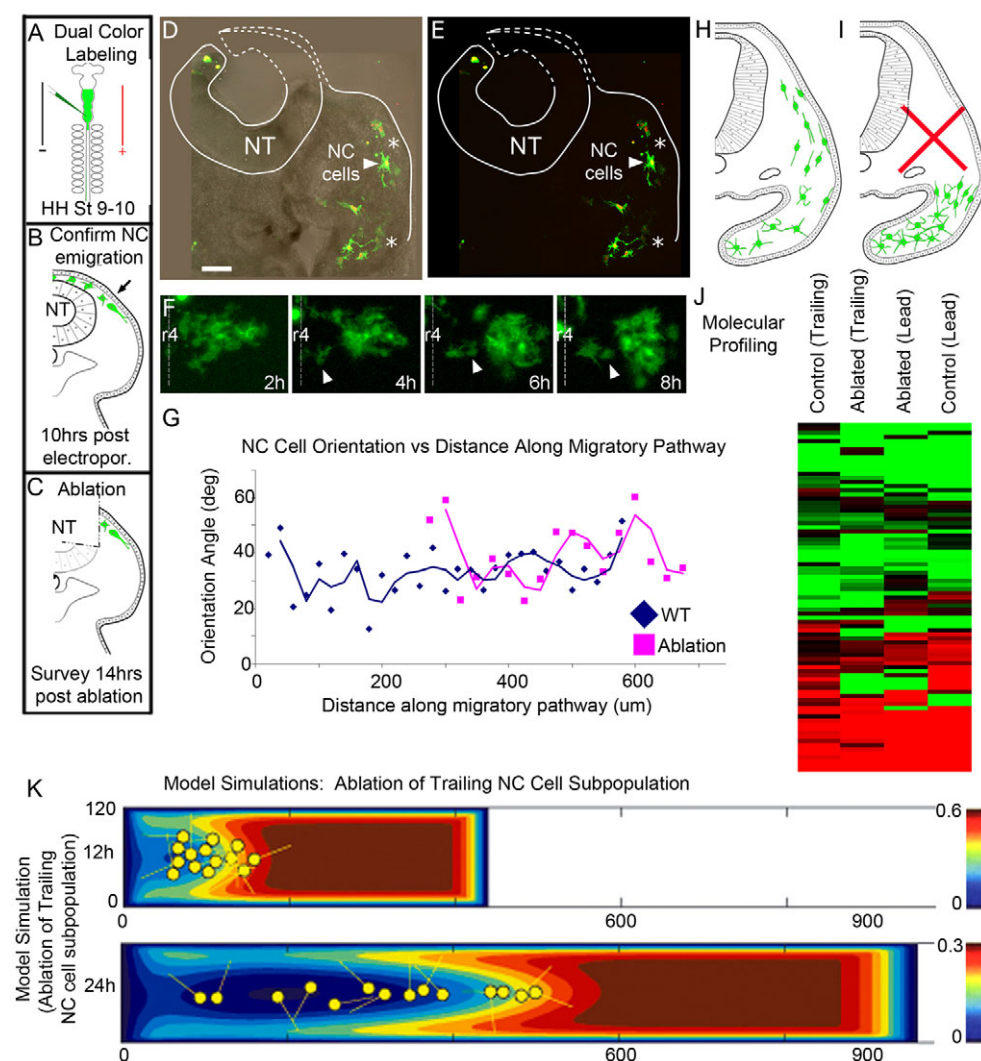 A Dual Color
Labeling
-
+
HH St 9-10
B
Confirm NC
emigration
NT
10hrs post
electropor.
C
Ablation
NT
Survey 14hrs
post ablation
D
NT
NC
cells
*
*
E
NT
NC
cells
*
*
F
r4
2h
r4
4h
r4
6h
r4
8h
G
NC Cell Orientation vs Distance Along Migratory Pathway
Orientation Angle (deg)
60
40
20
0
0
200
400
600
Distance along migratory pathway (um)
WT
Ablation
H
I
J
Molecular
Profiling
Control (Trailing)
Ablated (Trailing)
Ablated (Lead)
Control (Lead)
K
Model Simulations: Ablation of Trailing NC Cell Subpopulation
Model Simulation
(Ablation of Trailing
NC cell subpopulation)
120
12h
0
0
600
900
0.6
0
24h
0
600
900
0.3
0